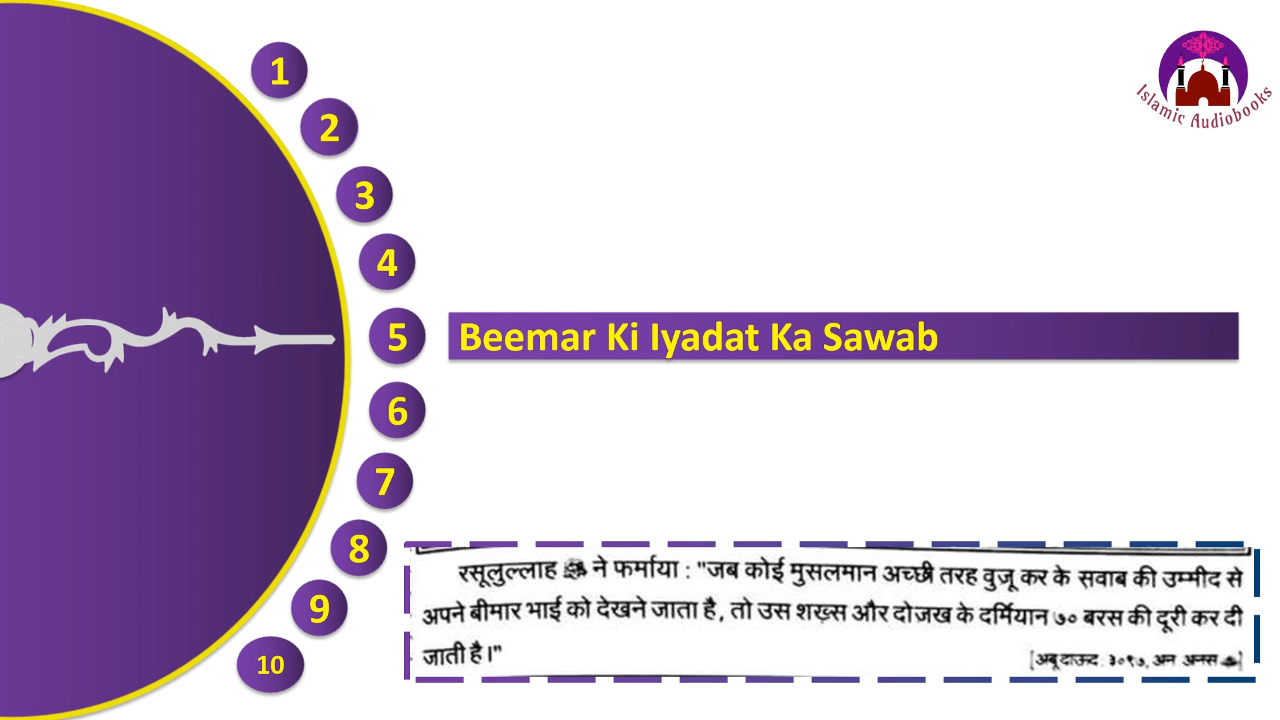 1
2
3
4
5
Beemar Ki Iyadat Ka Sawab
6
7
8
9
10
Islamic Audiobooks
रसूलुल्लाह ﷺ ने फर्माया : "जब कोई मुसलमान अच्छी तरह वुजू कर के सवाब की उम्मीद से
अपने बीमार भाई को देखने जाता है, तो उस शख़्स और दोजख के दर्मियान ७० बरस की दूरी कर दी
जाती है।"
[अबू दाऊद : ३०९७, अन अनस]